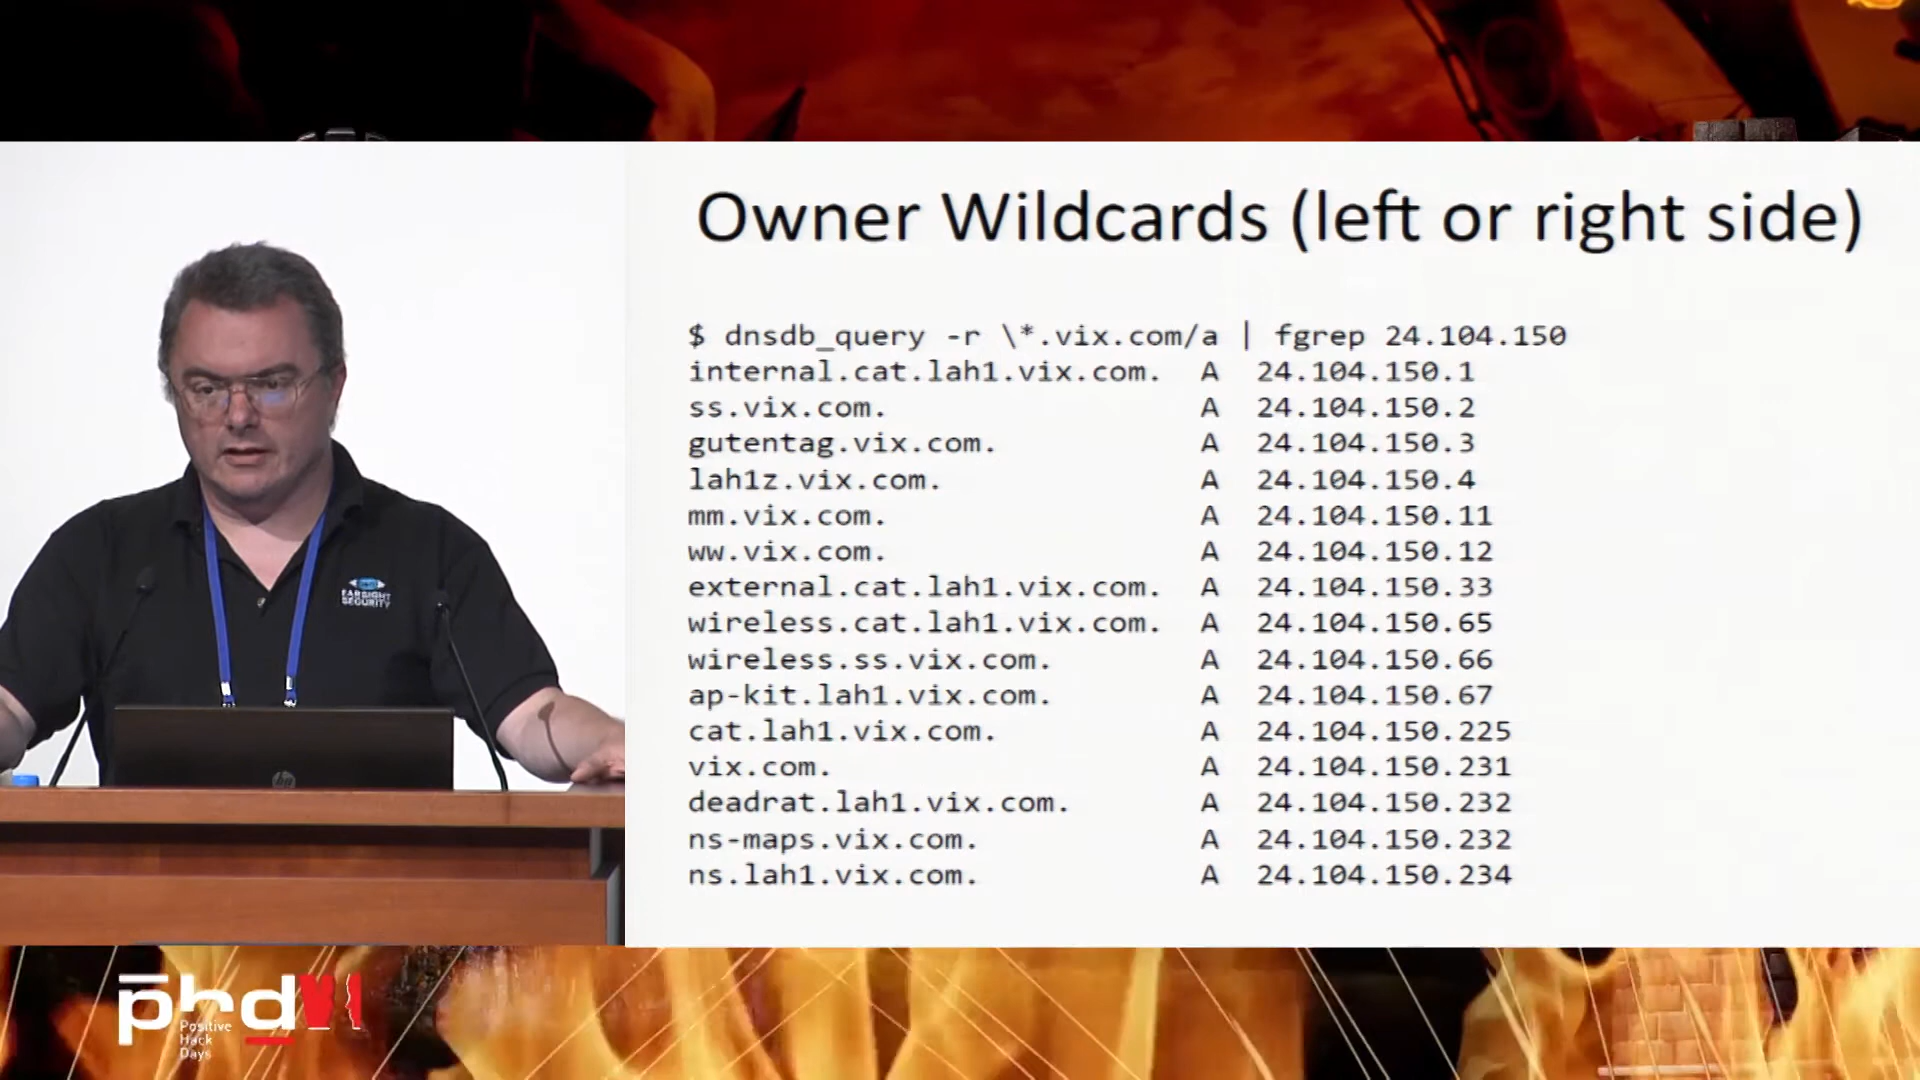 Owner Wildcards (left or right side)
$ dnsdb_query -r \*.vix.com/a | fgrep 24.104.150
internal.cat.lah1.vix.com. A 24.104.150.1
ss.vix.com. A 24.104.150.2
gutentag.vix.com. A 24.104.150.3
lah1z.vix.com. A 24.104.150.4
mm.vix.com. A 24.104.150.11
ww.vix.com. A 24.104.150.12
external.cat.lah1.vix.com. A 24.104.150.33
wireless.cat.lah1.vix.com. A 24.104.150.65
wireless.ss.vix.com. A 24.104.150.66
ap-kit.lah1.vix.com. A 24.104.150.67
cat.lah1.vix.com. A 24.104.150.225
vix.com. A 24.104.150.231
deadrat.lah1.vix.com. A 24.104.150.232
ns-maps.vix.com. A 24.104.150.232
ns.lah1.vix.com. A 24.104.150.234
FARSIGHT
SECURITY
hp
phd VI
Positive
Hack
Days